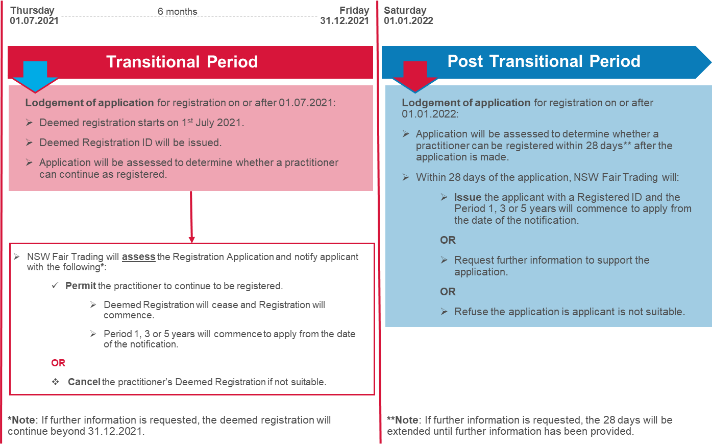 Thursday
01.07.2021
6 months
Friday
31.12.2021
Saturday
01.01.2022
Transitional Period
Lodgement of application for registration on or after 01.07.2021:
➢ Deemed registration starts on 1st July 2021.
➢ Deemed Registration ID will be issued.
➢ Application will be assessed to determine whether a practitioner
can continue as registered.
➢ NSW Fair Trading will assess the Registration Application and notify applicant
with the following*:
✓ Permit the practitioner to continue to be registered.
➢ Deemed Registration will cease and Registration will
commence.
➢ Period 1, 3 or 5 years will commence to apply from the date
of the notification.
OR
❖ Cancel the practitioner's Deemed Registration if not suitable.
*Note: If further information is requested, the deemed registration will
continue beyond 31.12.2021.
Post Transitional Period
Lodgement of application for registration on or after
01.01.2022:
➢ Application will be assessed to determine whether a
practitioner can be registered within 28 days** after the
application is made.
➢ Within 28 days of the application, NSW Fair Trading will:
➢ Issue the applicant with a Registered ID and the
Period 1, 3 or 5 years will commence to apply from
the date of the notification.
OR
➢ Request further information to support the
application.
OR
➢ Refuse the application is applicant is not suitable.
**Note: If further information is requested, the 28 days will be
extended until further information has been provided.